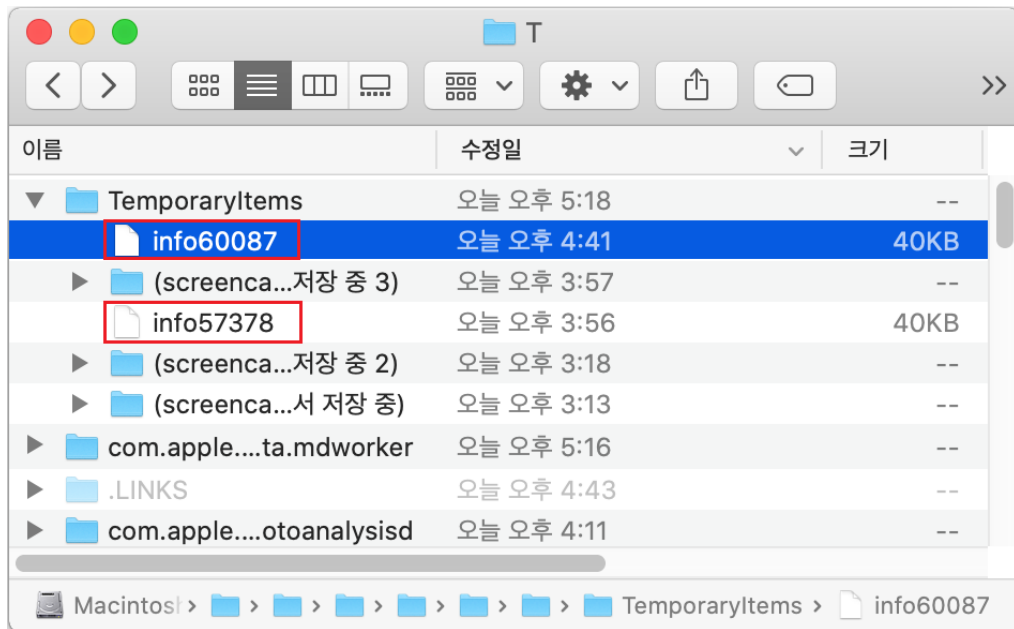 T
이름 수정일 크기
TemporaryItems 오늘 오후 5:18 --
info60087 오늘 오후 4:41 40KB
(screenca...저장 중 3) 오늘 오후 3:57 --
info57378 오늘 오후 3:56 40KB
(screenca...저장 중 2) 오늘 오후 3:18 --
(screenca...서 저장 중) 오늘 오후 3:13 --
com.apple....ta.mdworker 오늘 오후 5:16 --
.LINKS 오늘 오후 4:43 --
com.apple....otoanalysisd 오늘 오후 4:11 --
Macintosh › › › › › › › TemporaryItems › info60087